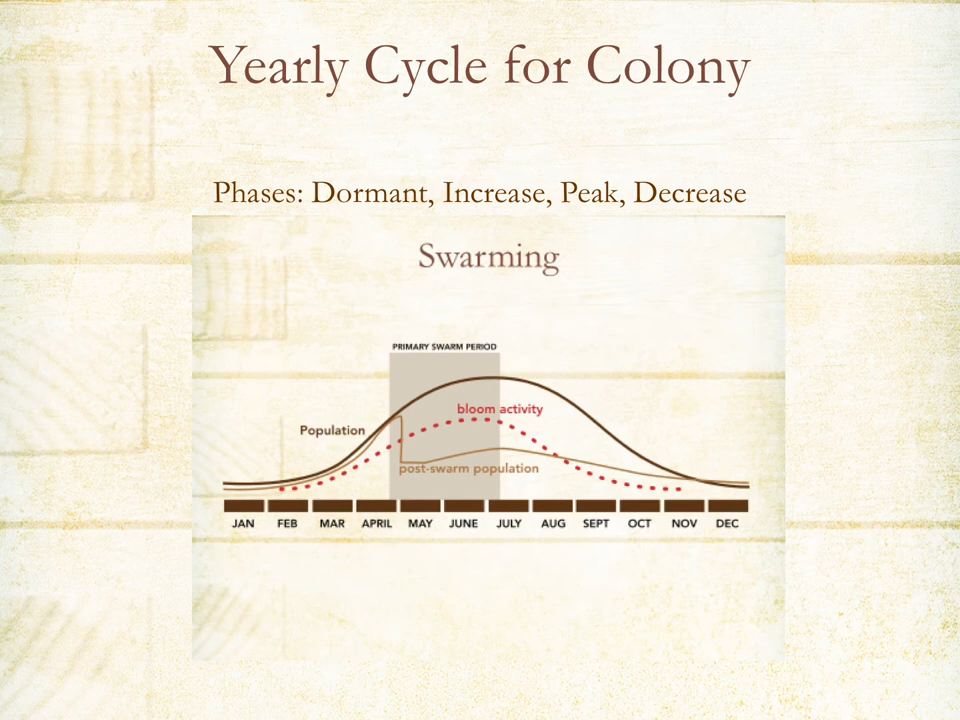 Yearly Cycle for Colony
Phases: Dormant, Increase, Peak, Decrease
Swarming
PRIMARY SWARM PERIOD
bloom activity
Population
post-swarm population
JAN FEB MAR APRIL MAY JUNE JULY AUG SEPT OCT NOV DEC